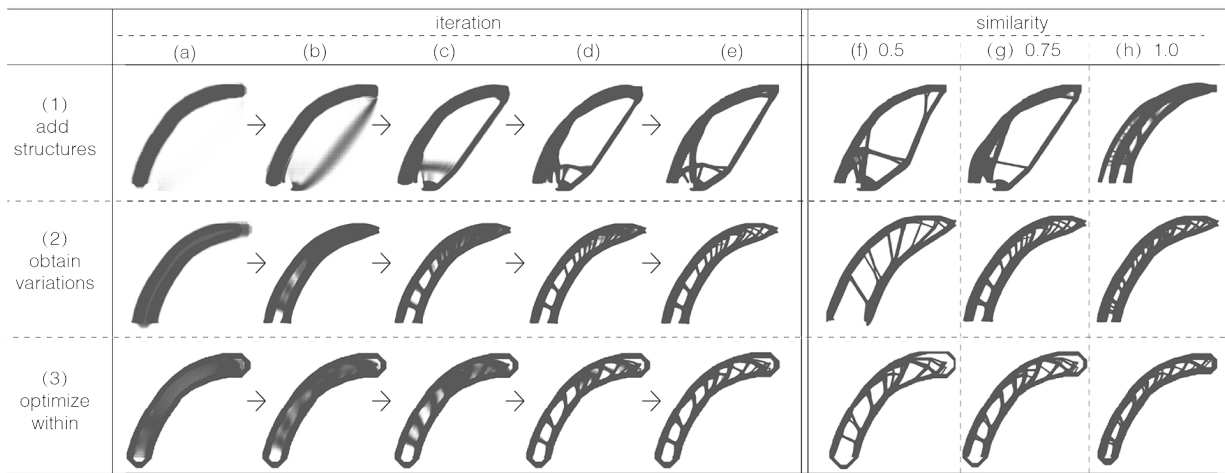 iteration
similarity
(a)
(b)
(c)
(d)
(e)
(f) 0.5
(g) 0.75
(h) 1.0
(1)
add
structures
(2)
obtain
variations
(3)
optimize
within